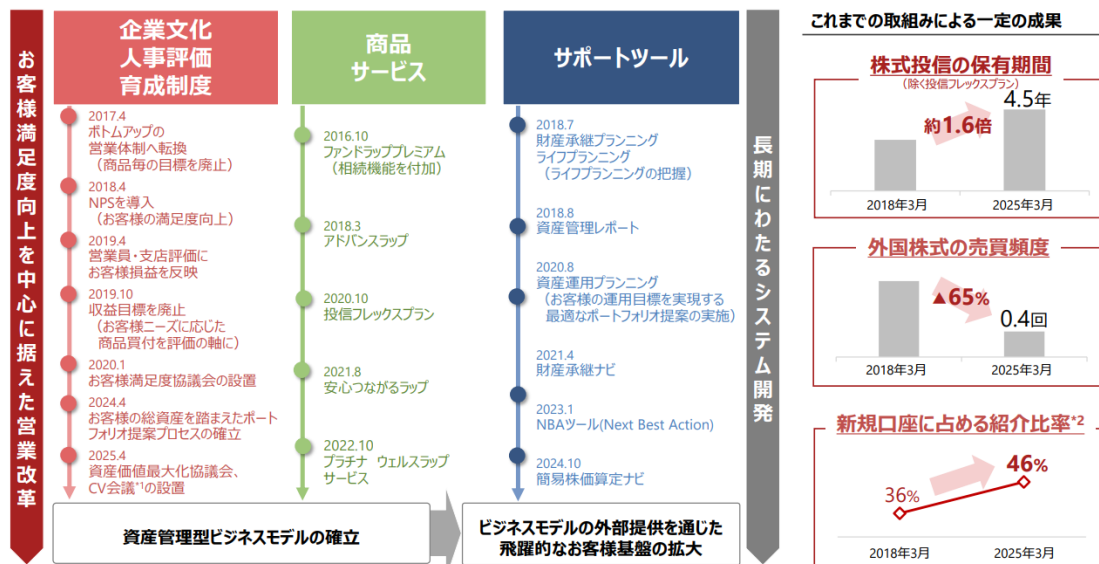 お客様満足度向上を中心に据えた営業改革
企業文化
人事評価
育成制度
2017.4
ボトムアップの
営業体制へ転換
（商品毎の目標を廃止）
2018.4
NPSを導入
（お客様の満足度向上）
2019.4
営業員・支店評価に
お客様損益を反映
2019.10
収益目標を廃止
（お客様ニーズに応じた
商品買付を評価の軸に）
2020.1
お客様満足度協議会の設置
2024.4
お客様の総資産を踏まえたポート
フォリオ提案プロセスの確立
2025.4
資産価値最大化協議会、
CV会議*1の設置
商品
サービス
2016.10
ファンドラッププレミアム
（相続機能を付加）
2018.3
アドバンスラップ
2020.10
投信フレックスプラン
2021.8
安心つながるラップ
2022.10
プラチナ ウェルスラップ
サービス
サポートツール
2018.7
財産承継プランニング
ライフプランニング
（ライフプランニングの把握）
2018.8
資産管理レポート
2020.8
資産運用プランニング
（お客様の運用目標を実現する
最適なポートフォリオ提案の実施）
2021.4
財産承継ナビ
2023.1
NBAツール(Next Best Action)
2024.10
簡易株価算定ナビ
長期にわたるシステム開発
資産管理型ビジネスモデルの確立
ビジネスモデルの外部提供を通じた
飛躍的なお客様基盤の拡大
これまでの取組みによる一定の成果
株式投信の保有期間
（除く投信フレックスプラン）
4.5年
約1.6倍
2018年3月
2025年3月
外国株式の売買頻度
▲65%
0.4回
2018年3月
2025年3月
新規口座に占める紹介比率*2
46%
36%
2018年3月
2025年3月